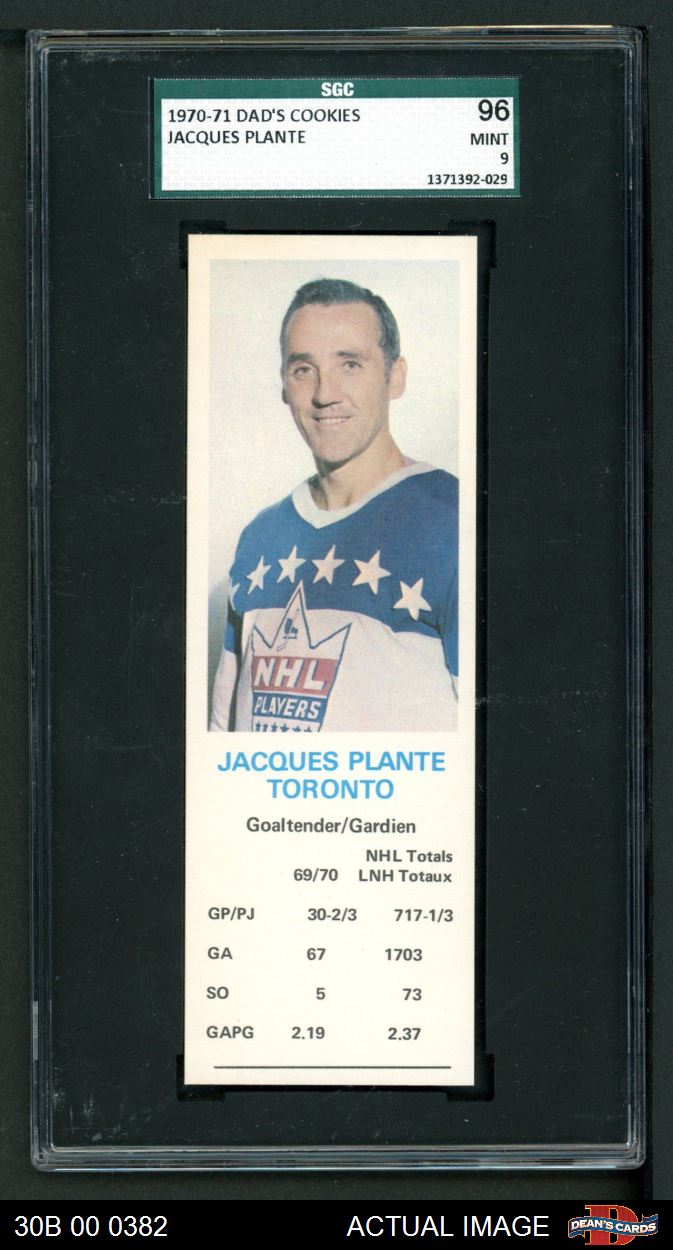 SGC
1970-71 DAD'S COOKIES 96
JACQUES PLANTE MINT
9
1371392-029
NHL
PLAYERS
JACQUES PLANTE
TORONTO
Goaltender/Gardien
NHL Totals
69/70 LNH Totaux
GP/PJ 30-2/3 717-1/3
GA 67 1703
SO 5 73
GAPG 2.19 2.37
30B 00 0382 ACTUAL IMAGE DEAN'S CARDS